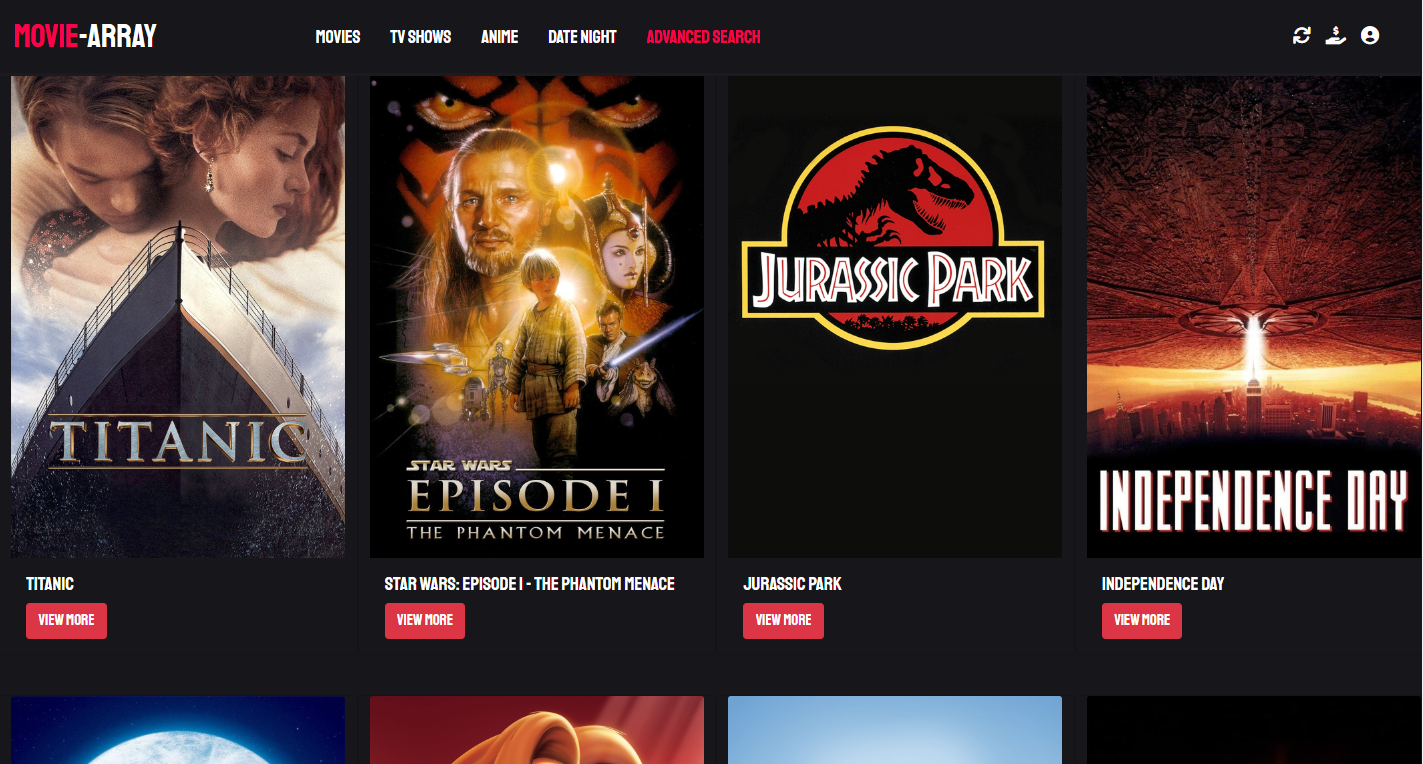 MOVIE-ARRAY
MOVIES
TV SHOWS
ANIME
DATE NIGHT
ADVANCED SEARCH
TITANIC
STAR WARS
EPISODE I
THE PHANTOM MENACE
JURASSIC PARK
INDEPENDENCE DAY
TITANIC
STAR WARS: EPISODE I - THE PHANTOM MENACE
JURASSIC PARK
INDEPENDENCE DAY
VIEW MORE
VIEW MORE
VIEW MORE
VIEW MORE